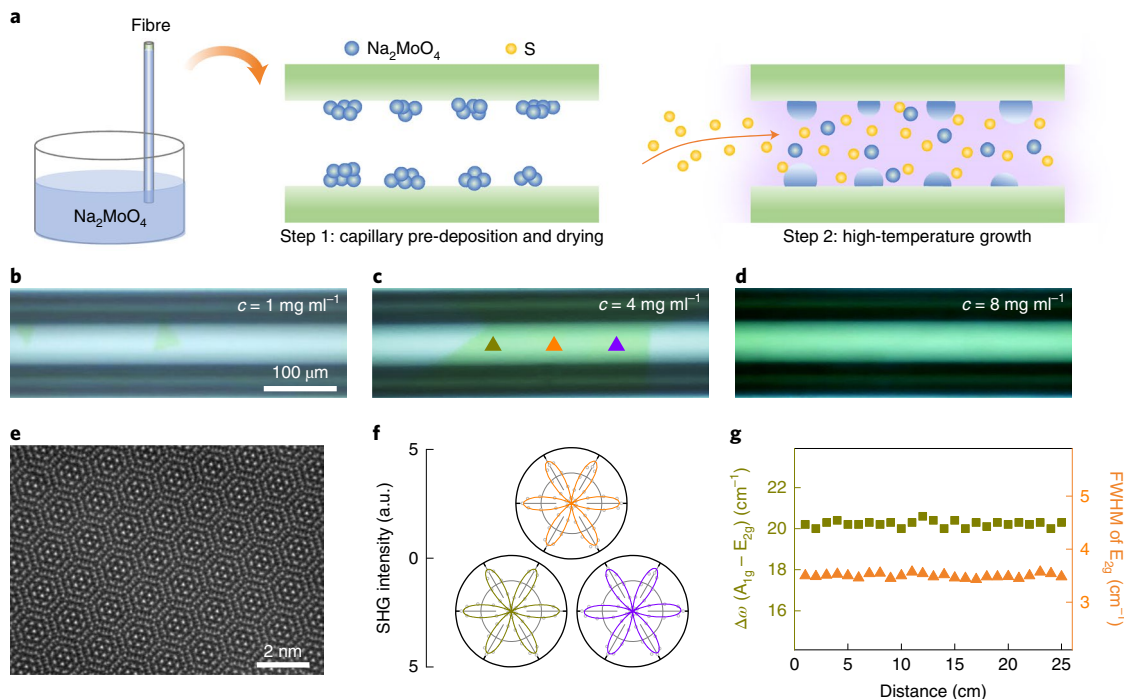 a
Fibre
Na₂MoO₄
S
Na₂MoO₄
Step 1: capillary pre-deposition and drying
Step 2: high-temperature growth
b
c = 1 mg ml⁻¹
100 μm
c
c = 4 mg ml⁻¹
d
c = 8 mg ml⁻¹
e
2 nm
f
SHG intensity (a.u.)
5
0
5
g
Δω (A₁g – E₂g) (cm⁻¹)
22
20
18
16
FWHM of E₂g (cm⁻¹)
5
4
3
0
5
10
15
20
25
Distance (cm)